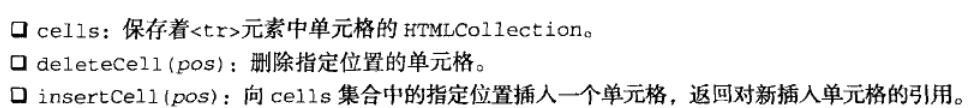 ❑ cells：保存着<tr>元素中单元格的 HTMLCollection。
❑ deleteCell(pos)：删除指定位置的单元格。
❑ insertCell(pos)：向 cells 集合中的指定位置插入一个单元格，返回对新插入单元格的引用。